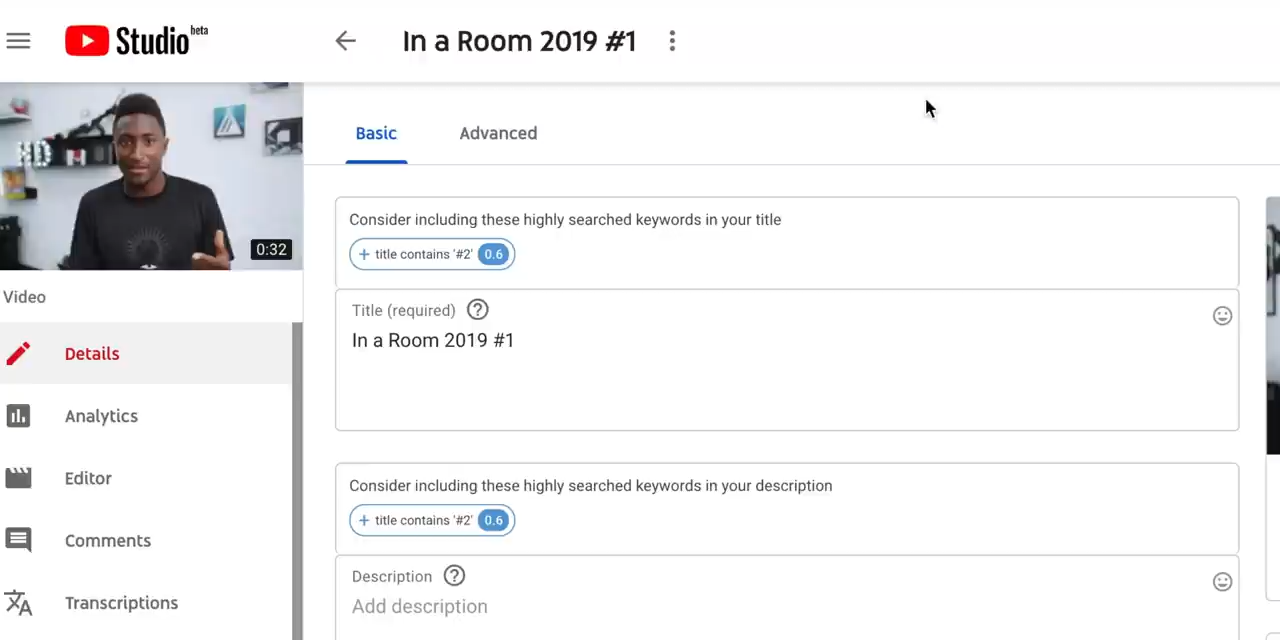 Studio beta
In a Room 2019 #1
HD
0:32
Video
Details
Analytics
Editor
Comments
Transcriptions
Basic
Advanced
Consider including these highly searched keywords in your title
+ title contains '#2' 0.6
Title (required)
In a Room 2019 #1
Consider including these highly searched keywords in your description
+ title contains '#2' 0.6
Description
Add description